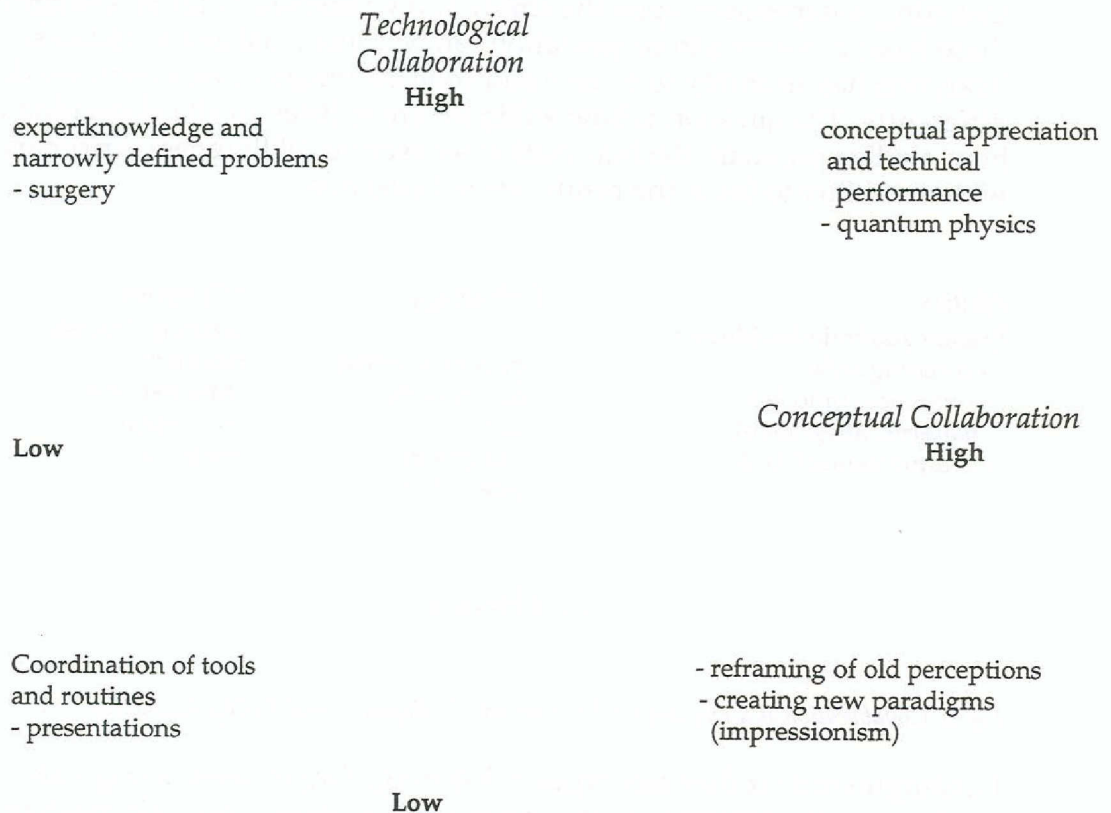 Technological
Collaboration
High
expertknowledge and
narrowly defined problems
- surgery
conceptual appreciation
and technical
performance
- quantum physics
Conceptual Collaboration
Low
High
Coordination of tools
and routines
- presentations
- reframing of old perceptions
- creating new paradigms
(impressionism)
Low